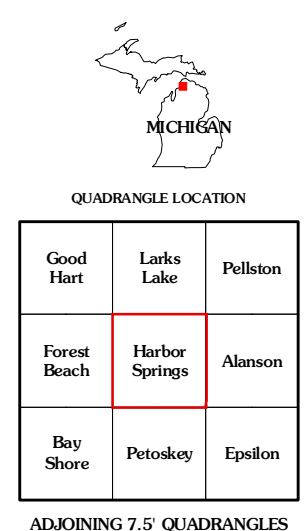 MICHIGAN
QUADRANGLE LOCATION
Good
Hart
Larks
Lake
Pellston
Forest
Beach
Harbor
Springs
Alanson
Bay
Shore
Petoskey
Epsilon
ADJOINING 7.5' QUADRANGLES